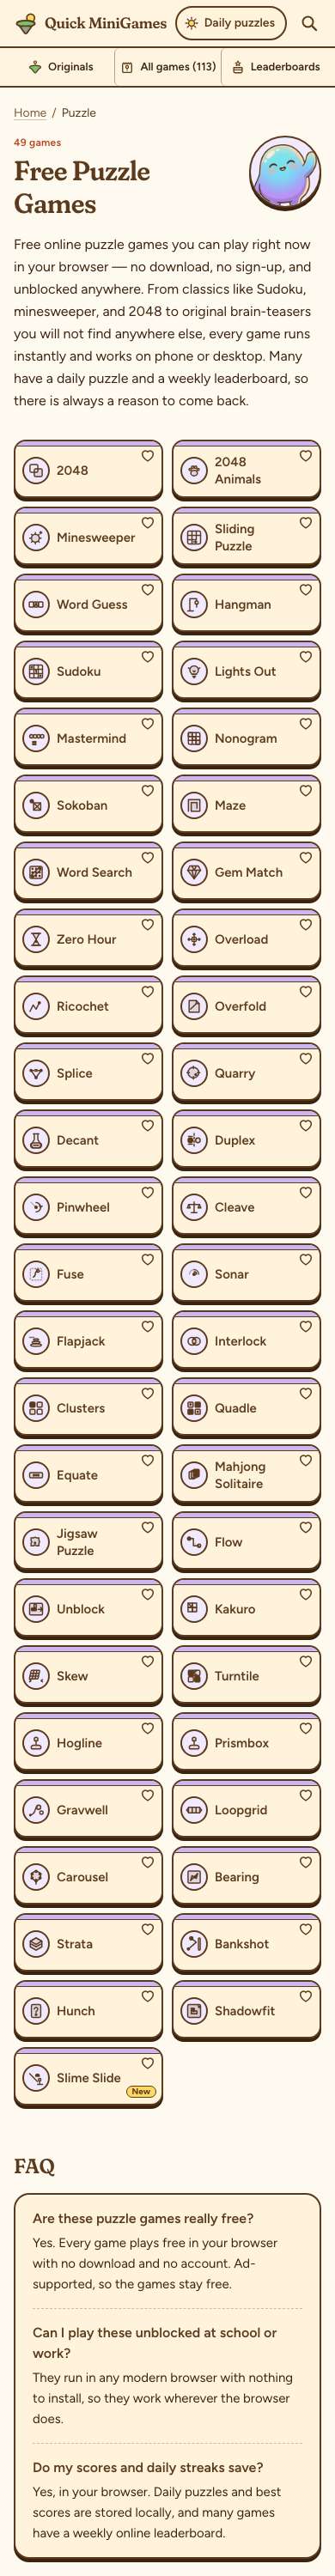 Quick MiniGames
Daily puzzles
Originals
All games (113)
Leaderboards
Home / Puzzle
49 games
Free Puzzle
Games
Free online puzzle games you can play right now
in your browser — no download, no sign-up, and
unblocked anywhere. From classics like Sudoku,
minesweeper, and 2048 to original brain-teasers
you will not find anywhere else, every game runs
instantly and works on phone or desktop. Many
have a daily puzzle and a weekly leaderboard, so
there is always a reason to come back.
2048
2048
Animals
Minesweeper
Sliding
Puzzle
Word Guess
Hangman
Sudoku
Lights Out
Mastermind
Nonogram
Sokoban
Maze
Word Search
Gem Match
Zero Hour
Overload
Ricochet
Overfold
Splice
Quarry
Decant
Duplex
Pinwheel
Cleave
Fuse
Sonar
Flapjack
Interlock
Clusters
Quadle
Equate
Mahjong
Solitaire
Jigsaw
Puzzle
Flow
Unblock
Kakuro
Skew
Turntile
Hogline
Prismbox
Gravwell
Loopgrid
Carousel
Bearing
Strata
Bankshot
Hunch
Shadowfit
Slime Slide
New
FAQ
Are these puzzle games really free?
Yes. Every game plays free in your browser
with no download and no account. Ad-
supported, so the games stay free.
Can I play these unblocked at school or
work?
They run in any modern browser with nothing
to install, so they work wherever the browser
does.
Do my scores and daily streaks save?
Yes, in your browser. Daily puzzles and best
scores are stored locally, and many games
have a weekly online leaderboard.